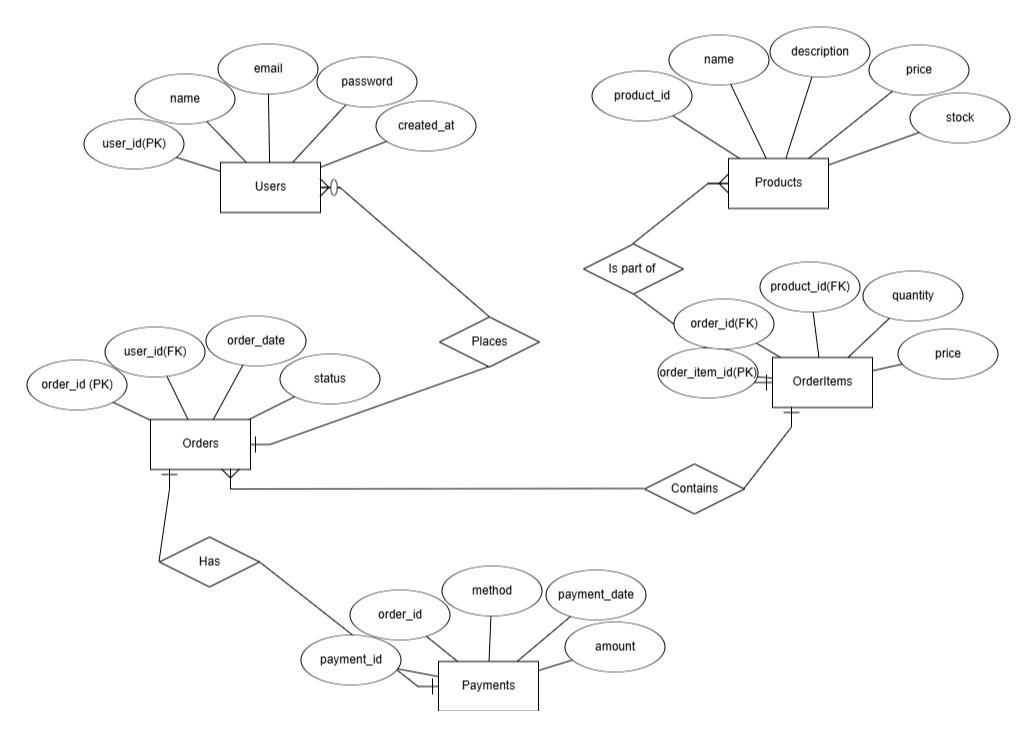 description
name
price
email
password
product_id
name
stock
created_at
user_id(PK)
Users
Products
Is part of
product_id(FK)
quantity
order_id(FK)
order_date
Places
user_id(FK)
price
order_item_id(PK)
OrderItems
status
order_id (PK)
Orders
Contains
Has
method
payment_date
order_id
amount
payment_id
Payments